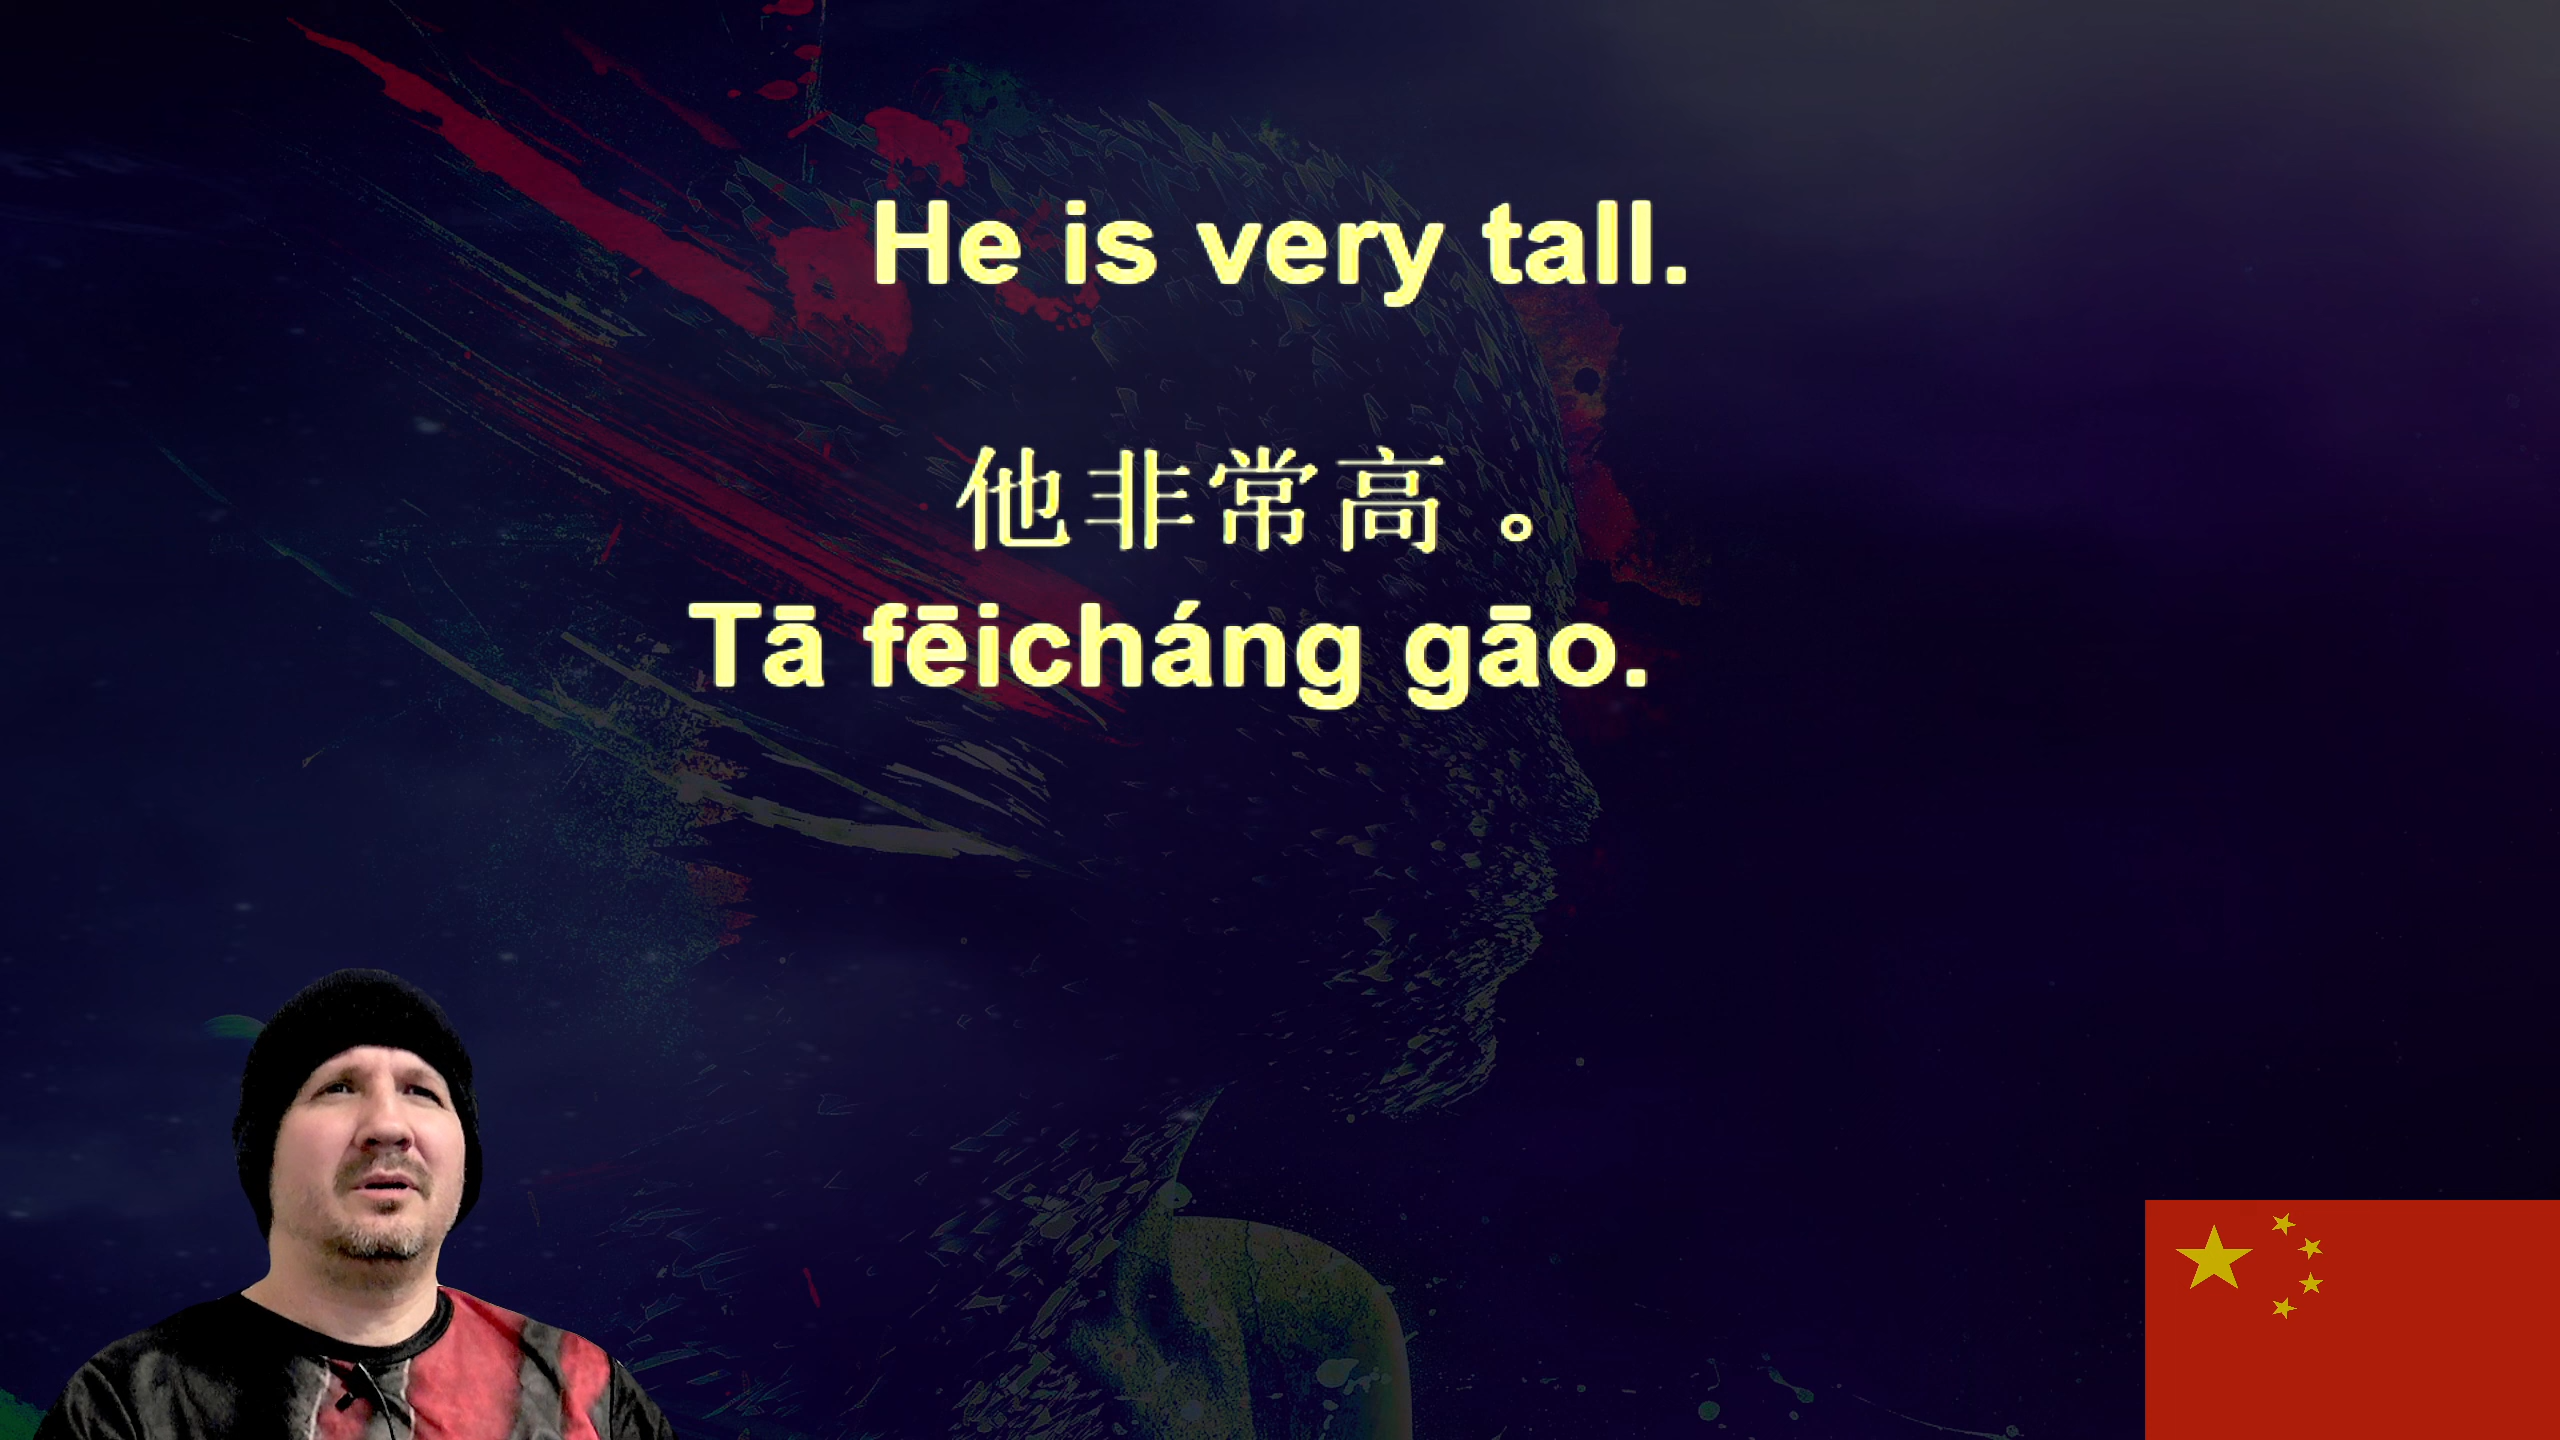 He is very tall.
他非常高。
Tā fēicháng gāo.